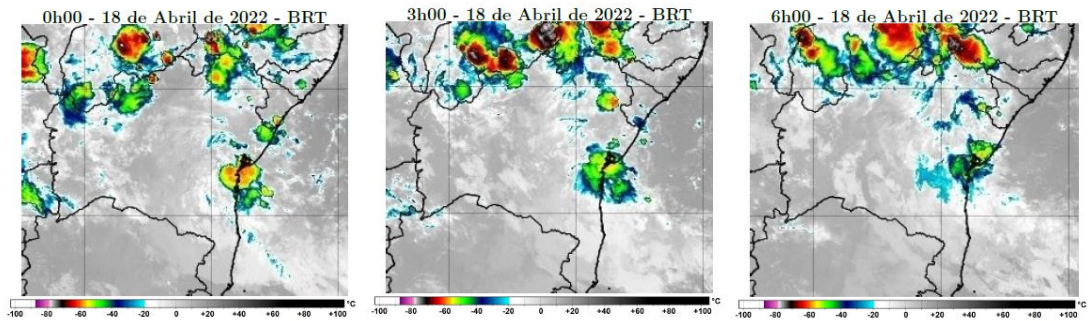 0h00 - 18 de Abril de 2022 - BRT
3h00 - 18 de Abril de 2022 - BRT
6h00 - 18 de Abril de 2022 - BRT
°C
-100 -80 -60 -40 -20 0 +20 +40 +60 +80 +100
°C
-100 -80 -60 -40 -20 0 +20 +40 +60 +80 +100
°C
-100 -80 -60 -40 -20 0 +20 +40 +60 +80 +100